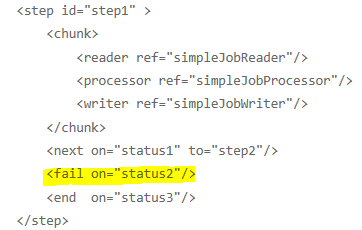 <step id="step1" >
<chunk>
<reader ref="simpleJobReader"/>
<processor ref="simpleJobProcessor"/>
<writer ref="simpleJobWriter"/>
</chunk>
<next on="status1" to="step2"/>
<fail on="status2"/>
<end  on="status3"/>
</step>